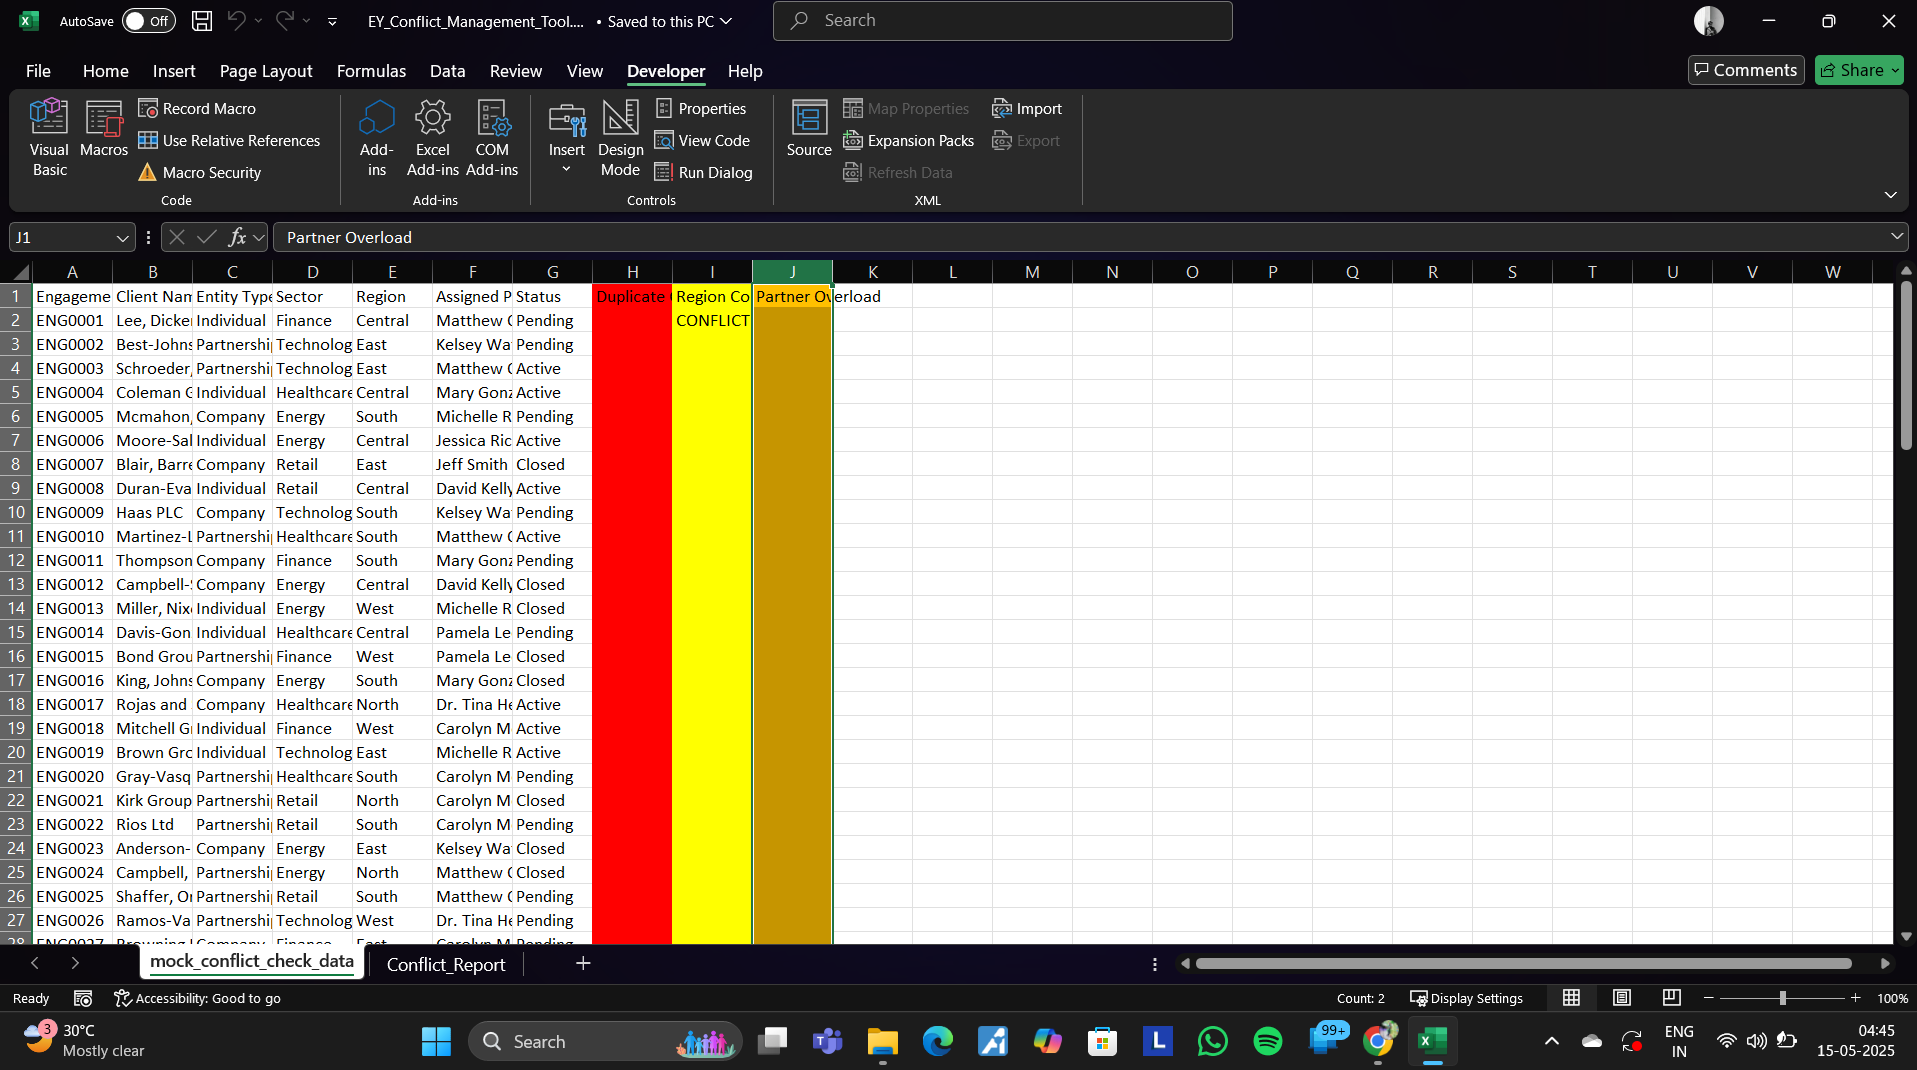 AutoSave Off EY_Conflict_Management_Tool.... • Saved to this PC Search
File Home Insert Page Layout Formulas Data Review View Developer Help Comments Share
Visual Basic Macros Record Macro Use Relative References Macro Security Code
Add-ins Excel Add-ins COM Add-ins Add-ins
Insert Design Mode Properties View Code Run Dialog Controls
Source Map Properties Expansion Packs Refresh Data Import Export XML
J1 fx Partner Overload
A B C D E F G H I J K L M N O P Q R S T U V W
1 Engageme Client Nam Entity Type Sector Region Assigned P Status Duplicate Region Co Partner Overload
2 ENG0001 Lee, Dicke Individual Finance Central Matthew Pending CONFLICT
3 ENG0002 Best-Johns Partnershi Technolog East Kelsey Wa Pending
4 ENG0003 Schroeder, Partnershi Technolog East Matthew Active
5 ENG0004 Coleman G Individual Healthcare Central Mary Gonz Active
6 ENG0005 Mcmahon, Company Energy South Michelle R Pending
7 ENG0006 Moore-Sal Individual Energy Central Jessica Ric Active
8 ENG0007 Blair, Barre Company Retail East Jeff Smith Closed
9 ENG0008 Duran-Eva Individual Retail Central David Kelly Active
10 ENG0009 Haas PLC Company Technolog South Kelsey Wa Pending
11 ENG0010 Martinez-L Partnershi Healthcare South Matthew Active
12 ENG0011 Thompson Company Finance South Mary Gonz Pending
13 ENG0012 Campbell- Company Energy Central David Kelly Closed
14 ENG0013 Miller, Nix Individual Energy West Michelle R Closed
15 ENG0014 Davis-Gon Individual Healthcare Central Pamela Le Pending
16 ENG0015 Bond Grou Partnershi Finance West Pamela Le Closed
17 ENG0016 King, Johns Company Energy South Mary Gonz Closed
18 ENG0017 Rojas and Company Healthcare North Dr. Tina He Active
19 ENG0018 Mitchell Gr Individual Finance West Carolyn M Active
20 ENG0019 Brown Gro Individual Technolog East Michelle R Active
21 ENG0020 Gray-Vasq Partnershi Healthcare South Carolyn M Pending
22 ENG0021 Kirk Group Partnershi Retail North Carolyn M Closed
23 ENG0022 Rios Ltd Partnershi Retail South Carolyn M Pending
24 ENG0023 Anderson- Company Energy East Kelsey Wa Closed
25 ENG0024 Campbell, Partnershi Energy North Matthew Closed
26 ENG0025 Shaffer, Or Partnershi Retail South Matthew Pending
27 ENG0026 Ramos-Va Partnershi Technolog West Dr. Tina He Pending
28 ENG0027 Browning Company Finance East Carolyn M Pending
mock_conflict_check_data Conflict_Report
Ready Accessibility: Good to go Count: 2 Display Settings 100%
3 30°C Mostly clear Search 99+ ENG IN 04:45 15-05-2025